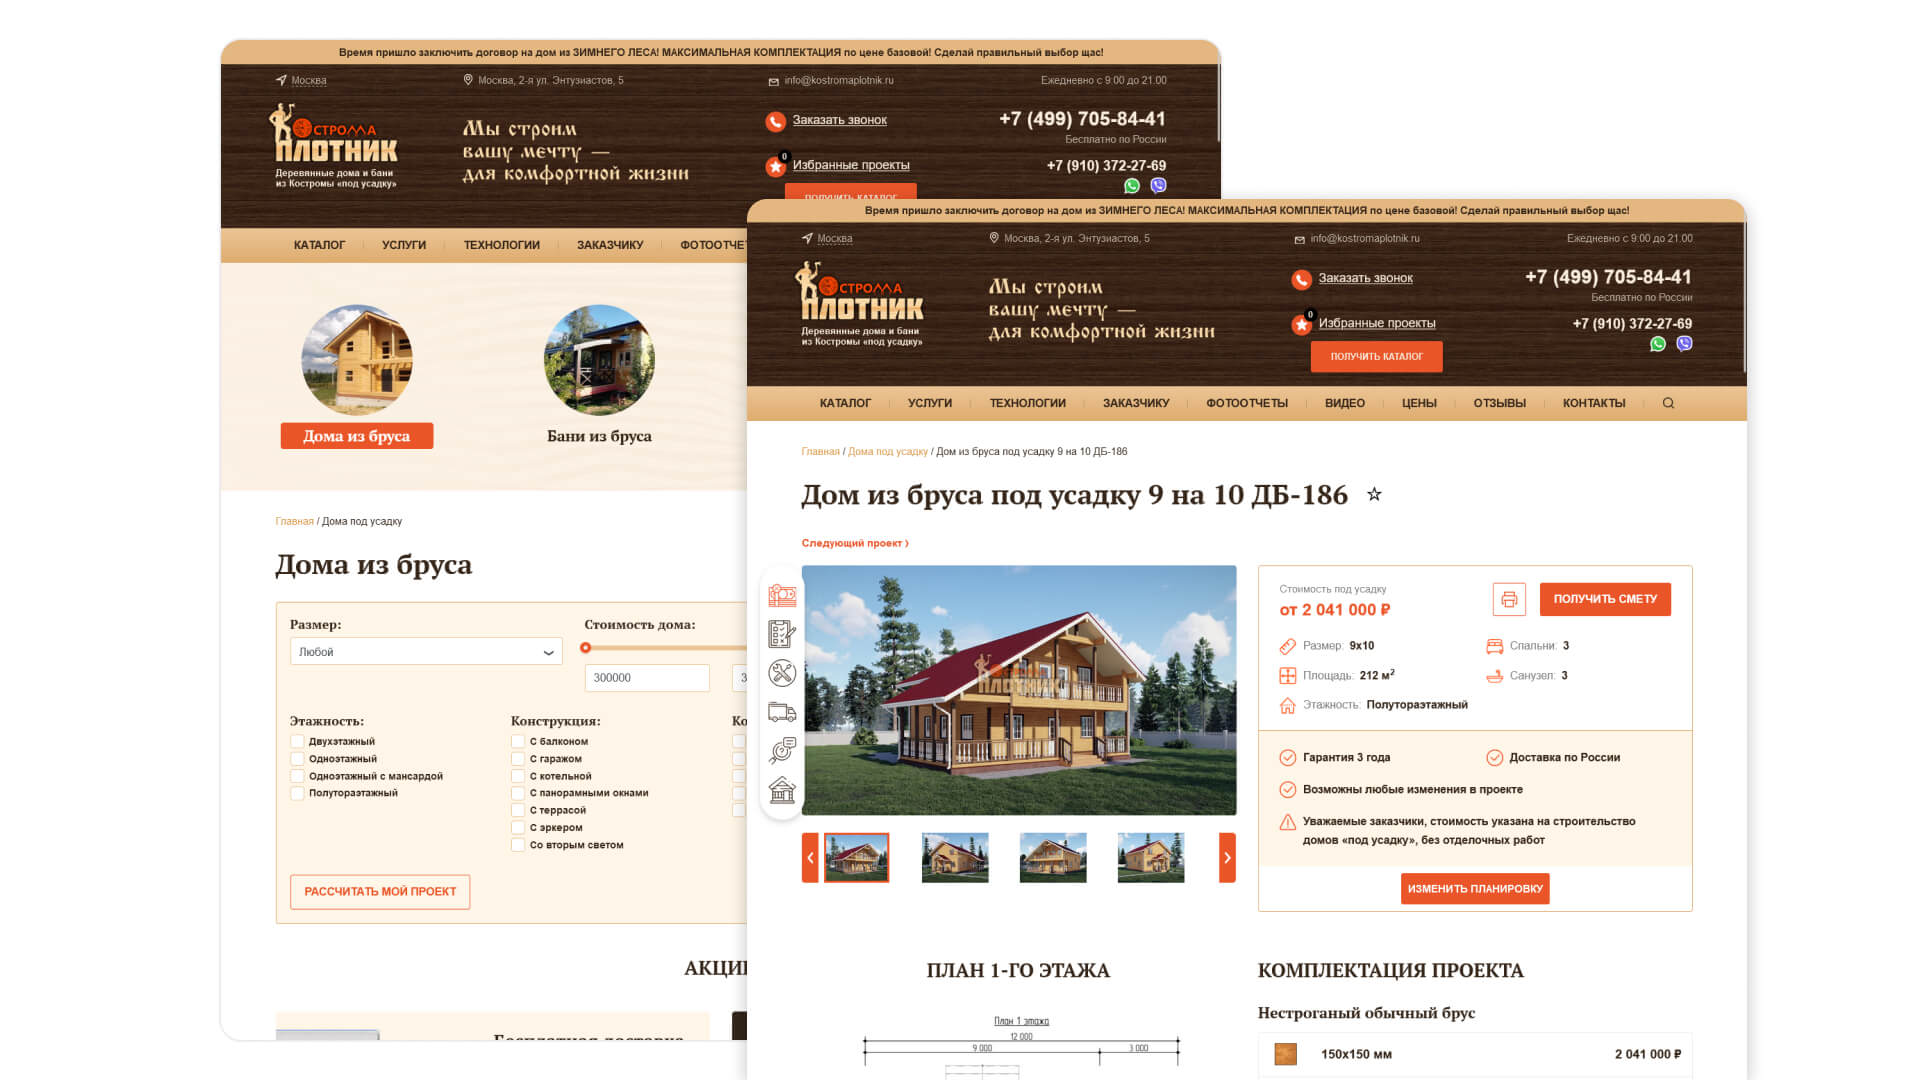 Время пришло заключить договор на дом из ЗИМНЕГО ЛЕСА! МАКСИМАЛЬНАЯ КОМПЛЕКТАЦИЯ по цене базовой! Сделай правильный выбор щас!
Москва
Москва, 2-я ул. Энтузиастов, 5
info@kostromaplotnik.ru
Ежедневно с 9:00 до 21.00
ОСТРОМА
ПЛОТНИК
Деревянные дома и бани
из Костромы «под усадку»
Мы строим
вашу мечту —
для комфортной жизни
Заказать звонок
0
Избранные проекты
ПОЛУЧИТЬ КАТАЛОГ
+7 (499) 705-84-41
Бесплатно по России
+7 (910) 372-27-69
КАТАЛОГ
УСЛУГИ
ТЕХНОЛОГИИ
ЗАКАЗЧИКУ
ФОТООТЧЕТ
Дома из бруса
Бани из бруса
Главная / Дома под усадку
Дома из бруса
Размер:
Любой
Стоимость дома:
300000
3
Этажность:
Двухэтажный
Одноэтажный
Одноэтажный с мансардой
Полутораэтажный
Конструкция:
С балконом
С гаражом
С котельной
С панорамными окнами
С террасой
С эркером
Со вторым светом
Ко
РАССЧИТАТЬ МОЙ ПРОЕКТ
АКЦИИ
Бесплатная доставка
Время пришло заключить договор на дом из ЗИМНЕГО ЛЕСА! МАКСИМАЛЬНАЯ КОМПЛЕКТАЦИЯ по цене базовой! Сделай правильный выбор щас!
Москва
Москва, 2-я ул. Энтузиастов, 5
info@kostromaplotnik.ru
Ежедневно с 9:00 до 21.00
ОСТРОМА
ПЛОТНИК
Деревянные дома и бани
из Костромы «под усадку»
Мы строим
вашу мечту —
для комфортной жизни
Заказать звонок
0
Избранные проекты
ПОЛУЧИТЬ КАТАЛОГ
+7 (499) 705-84-41
Бесплатно по России
+7 (910) 372-27-69
КАТАЛОГ
УСЛУГИ
ТЕХНОЛОГИИ
ЗАКАЗЧИКУ
ФОТООТЧЕТЫ
ВИДЕО
ЦЕНЫ
ОТЗЫВЫ
КОНТАКТЫ
Главная / Дома под усадку / Дом из бруса под усадку 9 на 10 ДБ-186
Дом из бруса под усадку 9 на 10 ДБ-186
Следующий проект
ПЛОТНИК
Стоимость под усадку
от 2 041 000 ₽
ПОЛУЧИТЬ СМЕТУ
Размер: 9x10
Спальни: 3
Площадь: 212 м²
Санузел: 3
Этажность: Полутораэтажный
Гарантия 3 года
Доставка по России
Возможны любые изменения в проекте
Уважаемые заказчики, стоимость указана на строительство
домов «под усадку», без отделочных работ
ИЗМЕНИТЬ ПЛАНИРОВКУ
ПЛАН 1-ГО ЭТАЖА
План 1 этажа
12 000
9 000
3 000
КОМПЛЕКТАЦИЯ ПРОЕКТА
Нестроганый обычный брус
150x150 мм
2 041 000 ₽